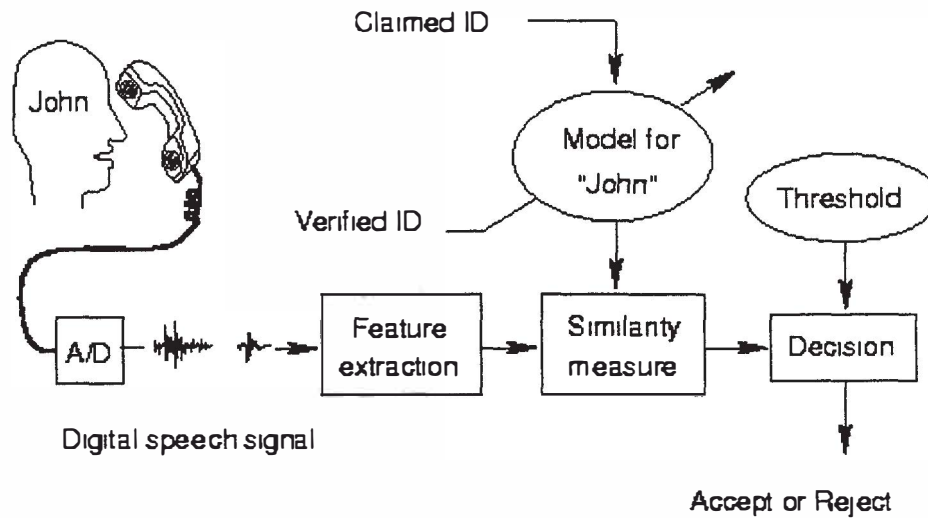 Claimed ID
John
Model for
"John"
Threshold
Verified ID
A/D
Feature
extraction
Similarity
measure
Decision
Digital speech signal
Accept or Reject